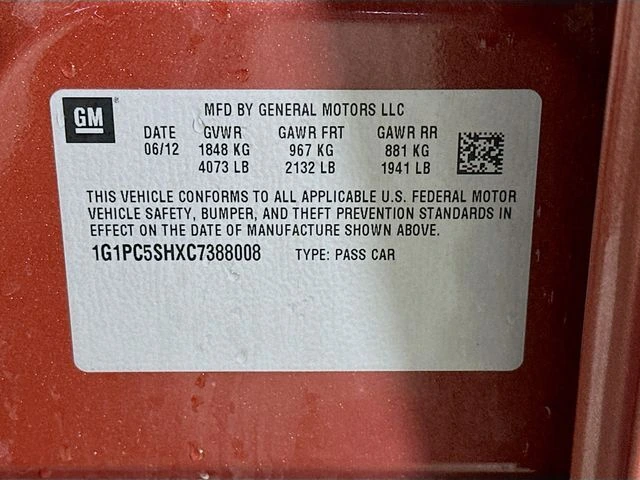 GM
MFD BY GENERAL MOTORS LLC
DATE GVWR GAWR FRT GAWR RR
06/12 1848 KG 967 KG 881 KG
4073 LB 2132 LB 1941 LB
THIS VEHICLE CONFORMS TO ALL APPLICABLE U.S. FEDERAL MOTOR
VEHICLE SAFETY, BUMPER, AND THEFT PREVENTION STANDARDS IN
EFFECT ON THE DATE OF MANUFACTURE SHOWN ABOVE.
1G1PC5SHXC7388008 TYPE: PASS CAR